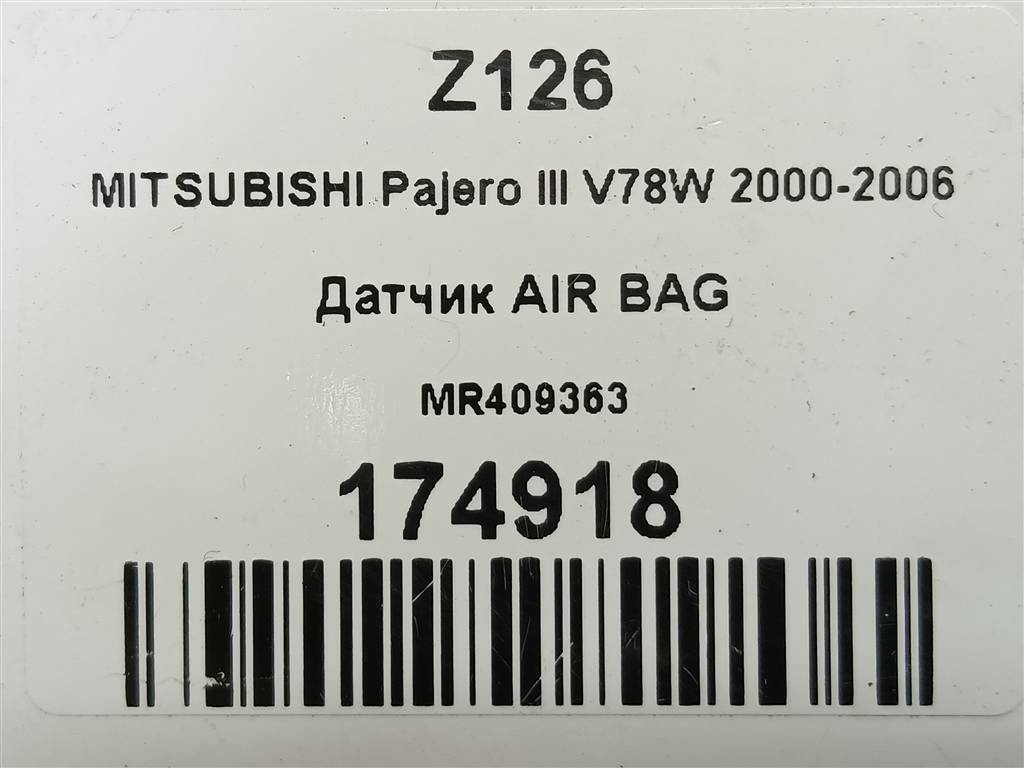 Z126
MITSUBISHI Pajero III V78W 2000-2006
Датчик AIR BAG
MR409363
174918